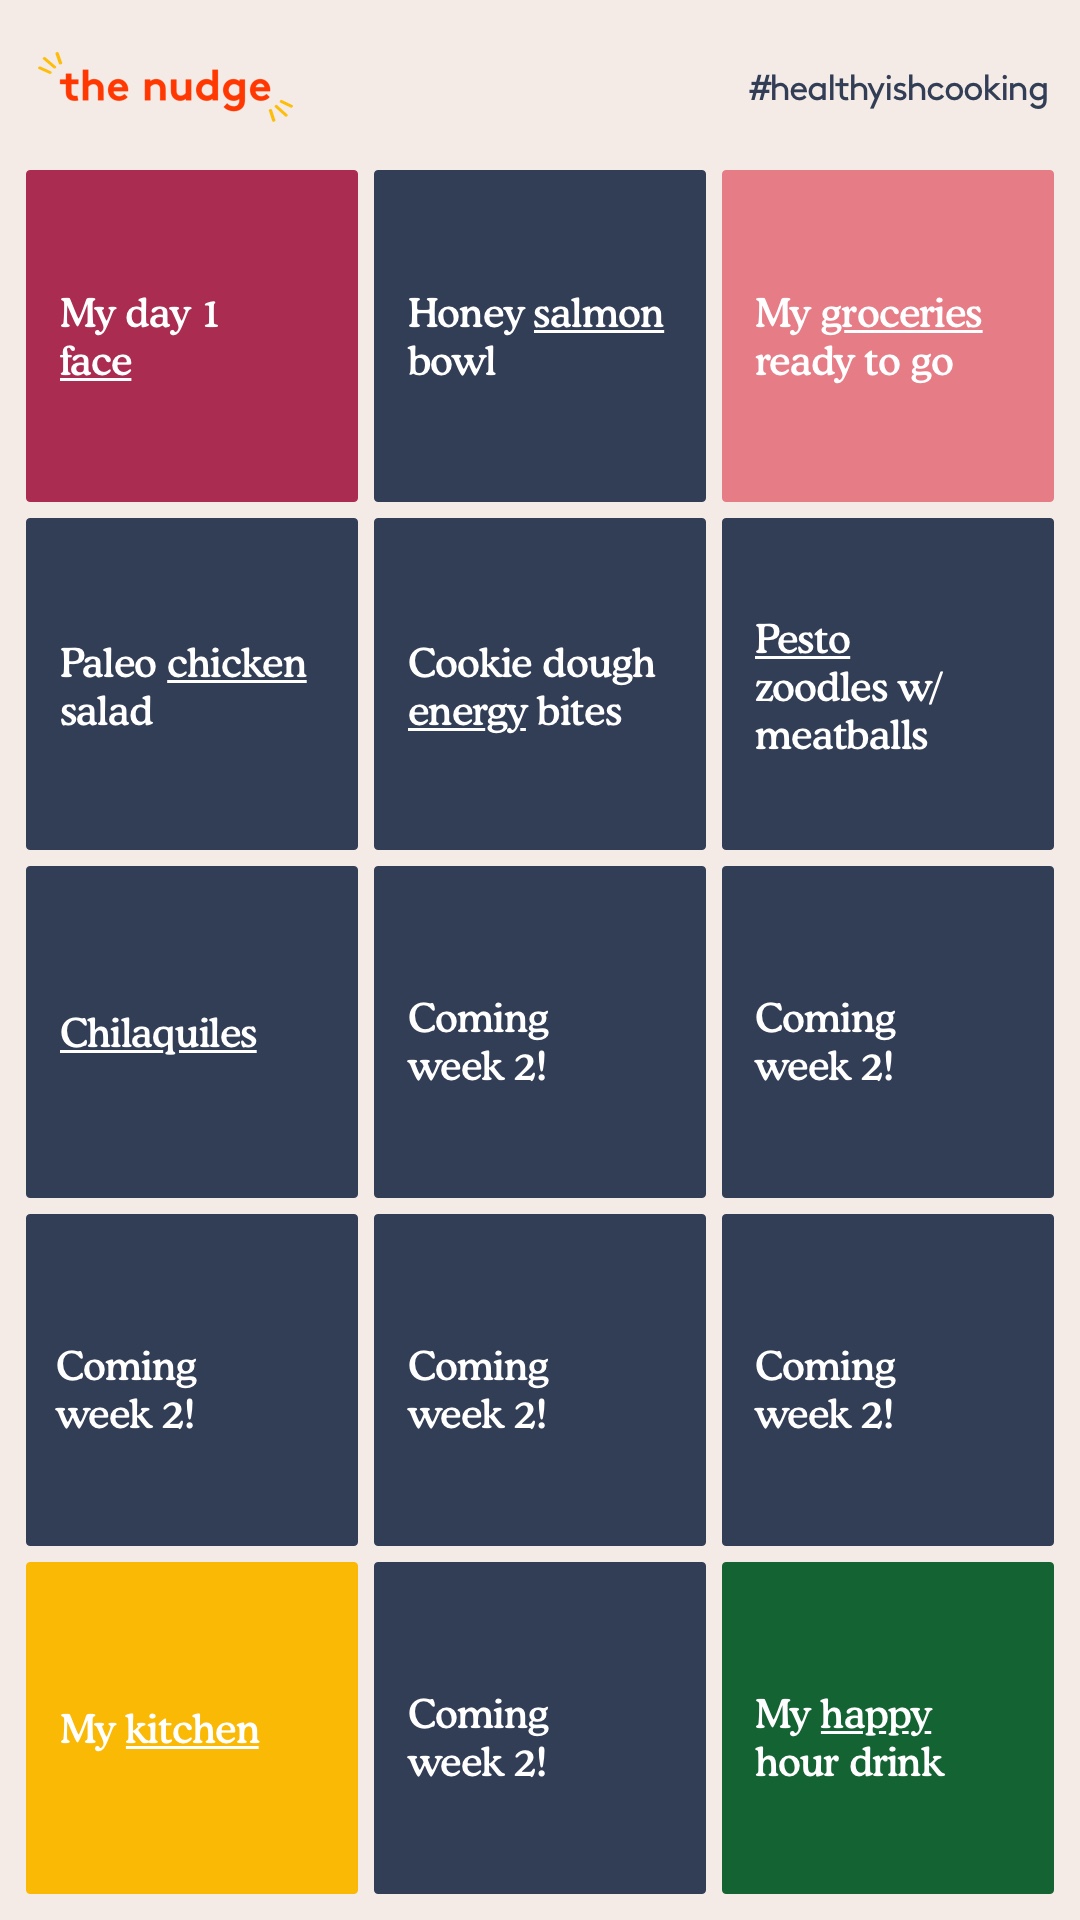 the nudge
#healthyishcooking
My day 1
face
Honey salmon
bowl
My groceries
ready to go
Paleo chicken
salad
Cookie dough
energy bites
Pesto
zoodles w/
meatballs
Chilaquiles
Coming
week 2!
Coming
week 2!
Coming
week 2!
Coming
week 2!
Coming
week 2!
My kitchen
Coming
week 2!
My happy
hour drink